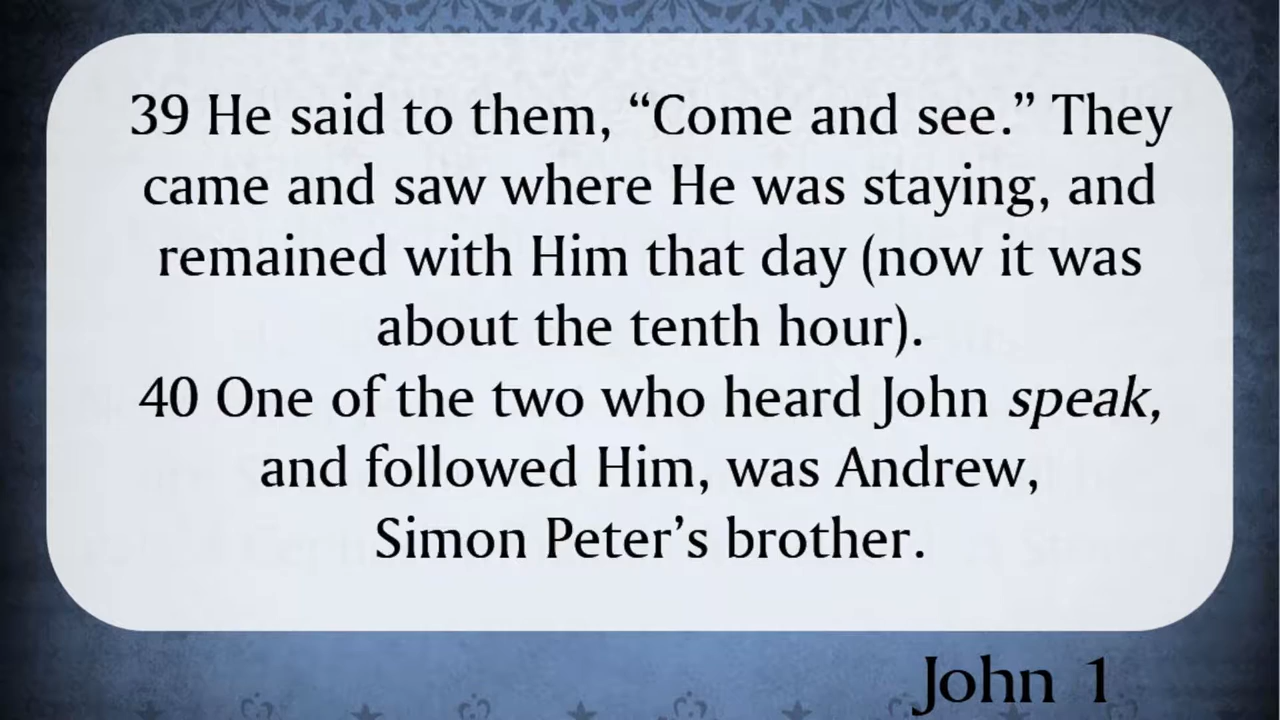 39 He said to them, “Come and see.” They
came and saw where He was staying, and
remained with Him that day (now it was
about the tenth hour).
40 One of the two who heard John speak,
and followed Him, was Andrew,
Simon Peter’s brother.
John 1